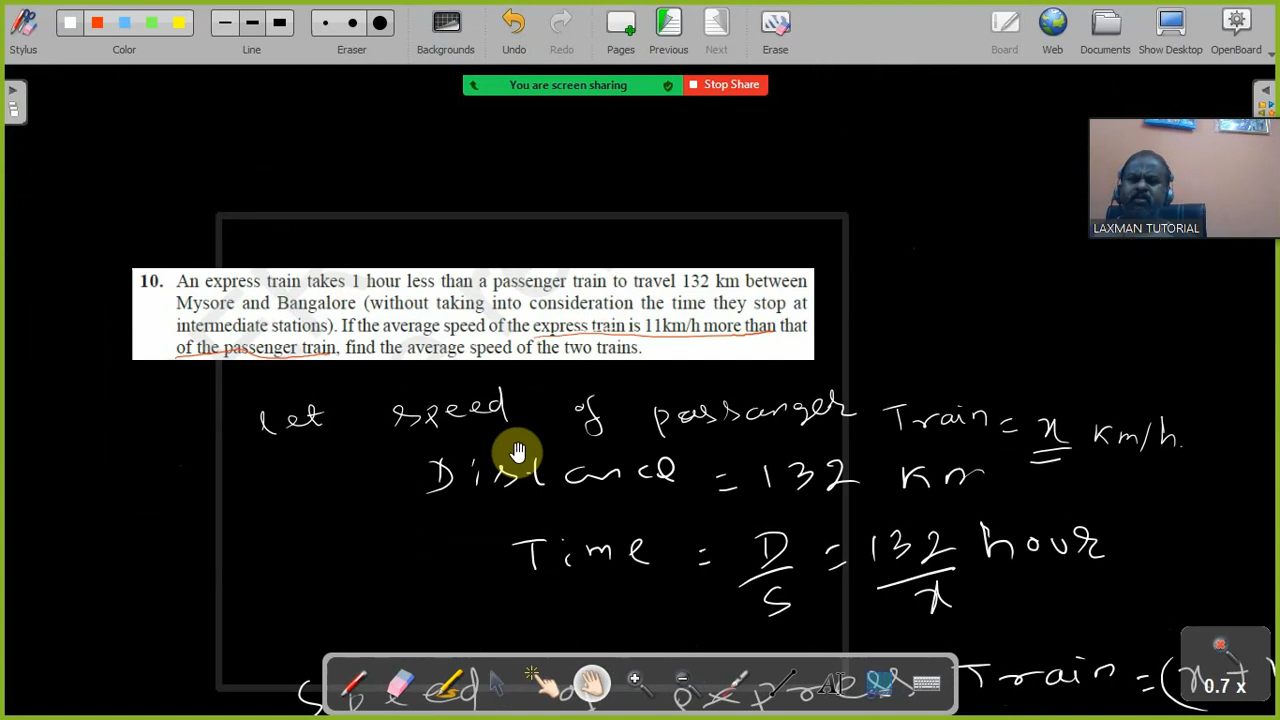 Stylus Color Line Eraser Backgrounds Undo Redo Pages Previous Next Erase Board Web Documents Show Desktop OpenBoard
You are screen sharing Stop Share
LAXMAN TUTORIAL
10. An express train takes 1 hour less than a passenger train to travel 132 km between
Mysore and Bangalore (without taking into consideration the time they stop at
intermediate stations). If the average speed of the express train is 11km/h more than that
of the passenger train, find the average speed of the two trains.
Let speed of passanger Train = x km/h.
Distance = 132 km
Time = D/S = 132/x hour
Speed of express Train = (x +
0.7 x